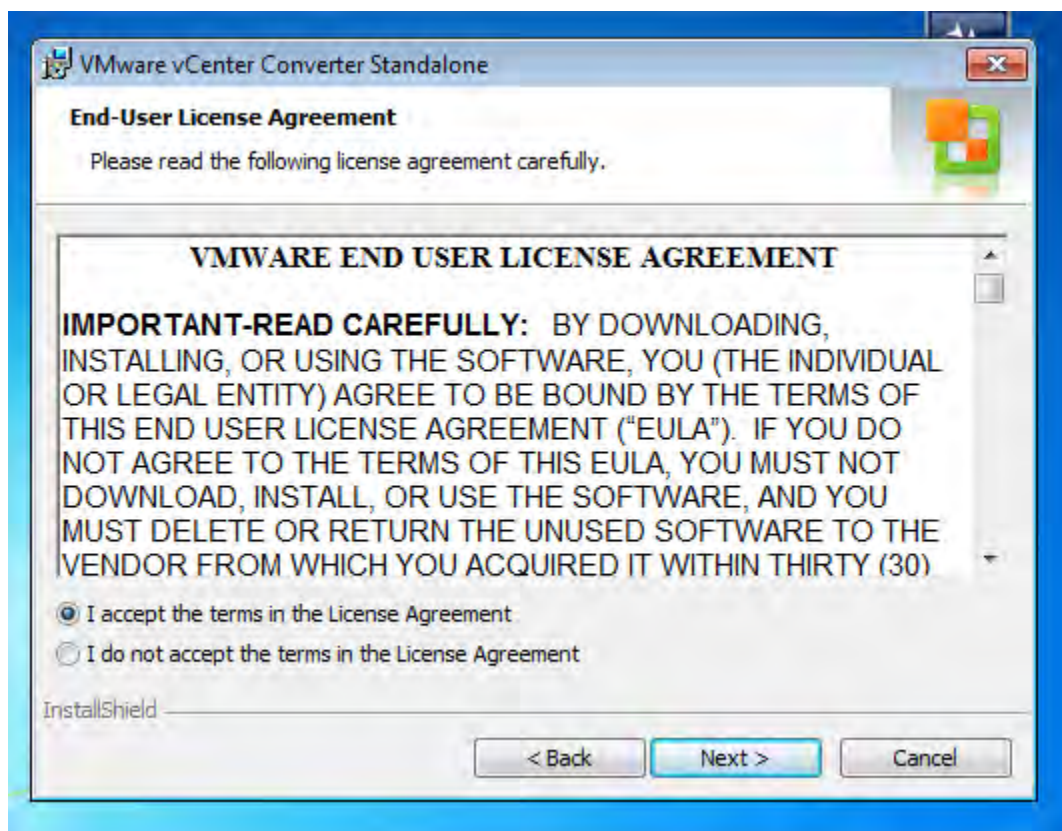 VMware vCenter Converter Standalone
End-User License Agreement
Please read the following license agreement carefully.
VMWARE END USER LICENSE AGREEMENT
IMPORTANT-READ CAREFULLY: BY DOWNLOADING,
INSTALLING, OR USING THE SOFTWARE, YOU (THE INDIVIDUAL
OR LEGAL ENTITY) AGREE TO BE BOUND BY THE TERMS OF
THIS END USER LICENSE AGREEMENT (“EULA”). IF YOU DO
NOT AGREE TO THE TERMS OF THIS EULA, YOU MUST NOT
DOWNLOAD, INSTALL, OR USE THE SOFTWARE, AND YOU
MUST DELETE OR RETURN THE UNUSED SOFTWARE TO THE
VENDOR FROM WHICH YOU ACQUIRED IT WITHIN THIRTY (30)
I accept the terms in the License Agreement
I do not accept the terms in the License Agreement
InstallShield
< Back Next > Cancel